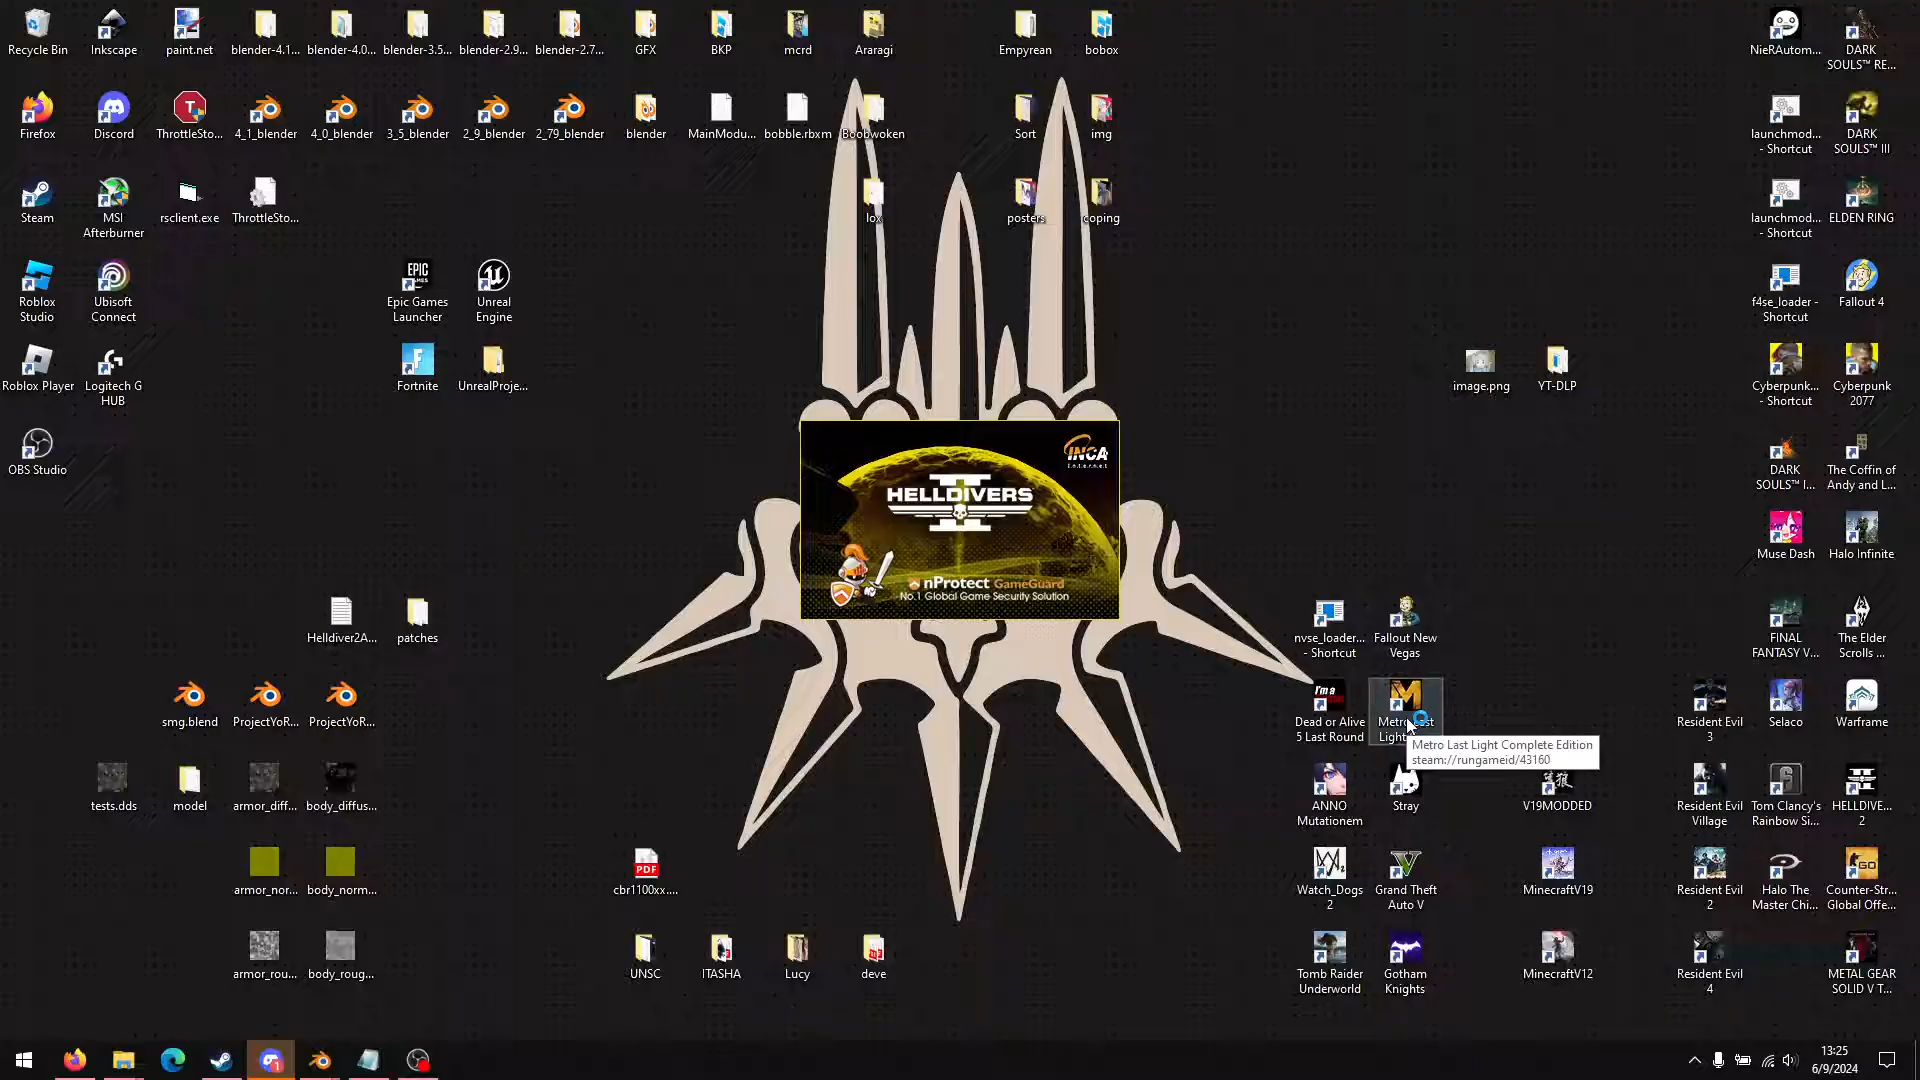 Recycle Bin
Inkscape
paint.net
blender-4.1...
blender-4.0...
blender-3.5...
blender-2.9...
blender-2.7...
GFX
BKP
mcrd
Araragi
Empyrean
bobox
NieRAutom...
DARK
SOULS™ RE...
Firefox
Discord
ThrottleSto...
4_1_blender
4_0_blender
3_5_blender
2_9_blender
2_79_blender
blender
MainModu...
bobble.rbxm
Boobwoken
Sort
img
launchmod...
- Shortcut
DARK
SOULS™ III
Steam
MSI
Afterburner
rsclient.exe
ThrottleSto...
lox
posters
coping
launchmod...
- Shortcut
ELDEN RING
Roblox
Studio
Ubisoft
Connect
EPIC
GAMES
Epic Games
Launcher
Unreal
Engine
f4se_loader -
Shortcut
Fallout 4
Roblox Player
Logitech G
HUB
Fortnite
UnrealProje...
image.png
YT-DLP
Cyberpunk...
- Shortcut
Cyberpunk
2077
OBS Studio
INCA
Internet
HELLDIVERS
II
nProtect GameGuard
No.1 Global Game Security Solution
DARK
SOULS™ I...
The Coffin of
Andy and L...
Muse Dash
Halo Infinite
Helldiver2A...
patches
nvse_loader...
- Shortcut
Fallout New
Vegas
FINAL
FANTASY V...
The Elder
Scrolls ...
smg.blend
ProjectYoR...
ProjectYoR...
I'm a
Dead or Alive
5 Last Round
Metro Last
Metro Last Light Complete Edition
steam://rungameid/43160
Resident Evil
3
Selaco
Warframe
tests.dds
model
armor_diff...
body_diffus...
ANNO
Mutationem
Stray
V19MODDED
Resident Evil
Village
Tom Clancy's
Rainbow Si...
HELLDIVE...
2
armor_nor...
body_norm...
PDF
cbr1100xx....
Watch_Dogs
2
Grand Theft
Auto V
MinecraftV19
Resident Evil
2
Halo The
Master Chi...
GO
Counter-Str...
Global Offe...
armor_rou...
body_roug...
UNSC
ITASHA
Lucy
deve
Tomb Raider
Underworld
Gotham
Knights
MinecraftV12
Resident Evil
4
METAL GEAR
SOLID V T...
1
13:25
6/9/2024